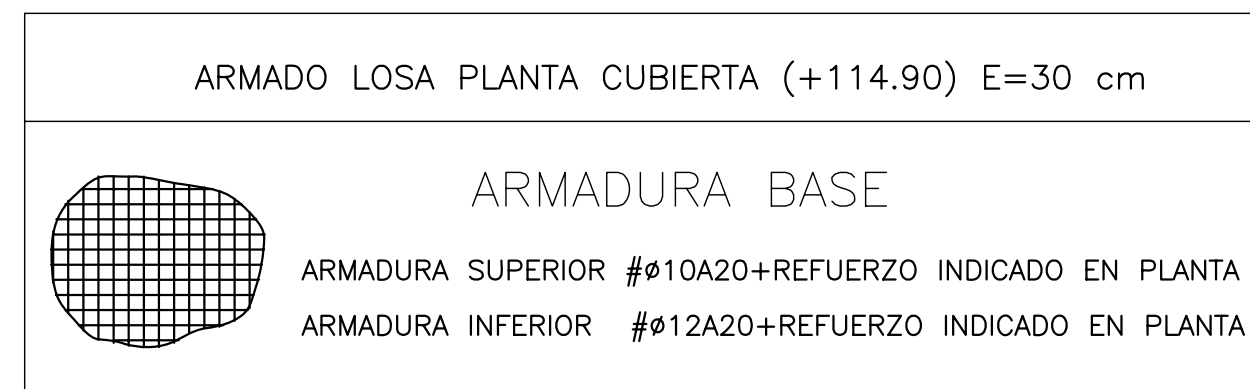 ARMADO LOSA PLANTA CUBIERTA (+114.90) E=30 cm
ARMADURA BASE
ARMADURA SUPERIOR #ø10A20+REFUERZO INDICADO EN PLANTA
ARMADURA INFERIOR #ø12A20+REFUERZO INDICADO EN PLANTA